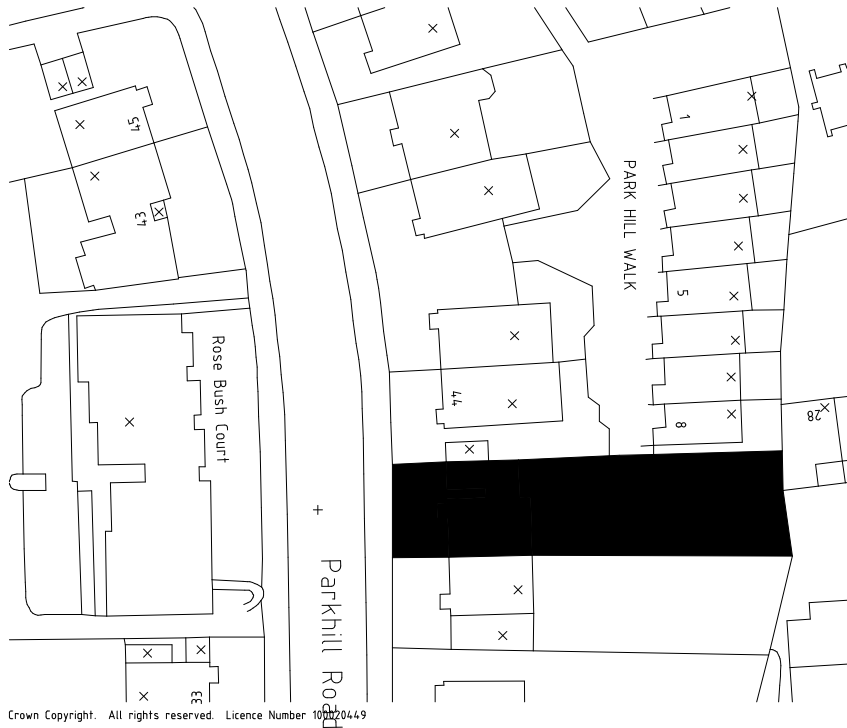 45
43
1
PARK HILL WALK
5
Rose Bush Court
44
8
28
Parkhill Road
33
Crown Copyright. All rights reserved. Licence Number 100020449